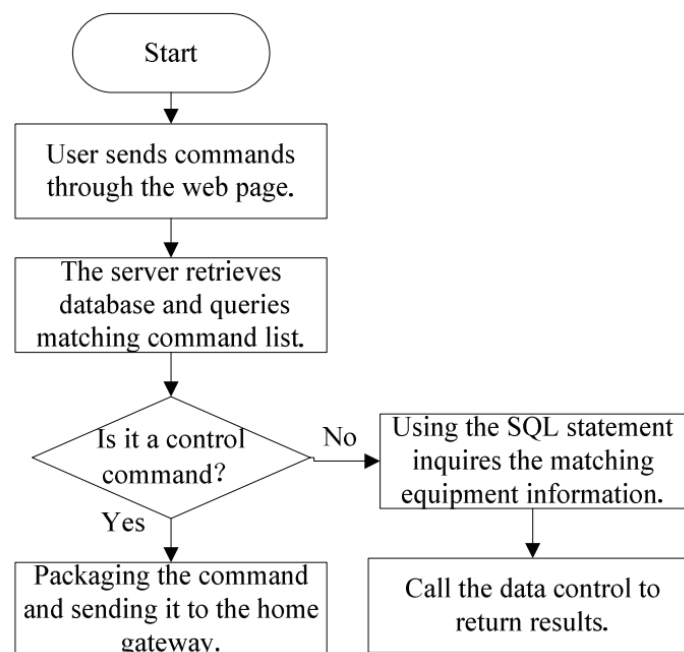 Start
User sends commands
through the web page.
The server retrieves
database and queries
matching command list.
Is it a control
command?
No
Using the SQL statement
inquires the matching
equipment information.
Yes
Packaging the command
and sending it to the home
gateway.
Call the data control to
return results.